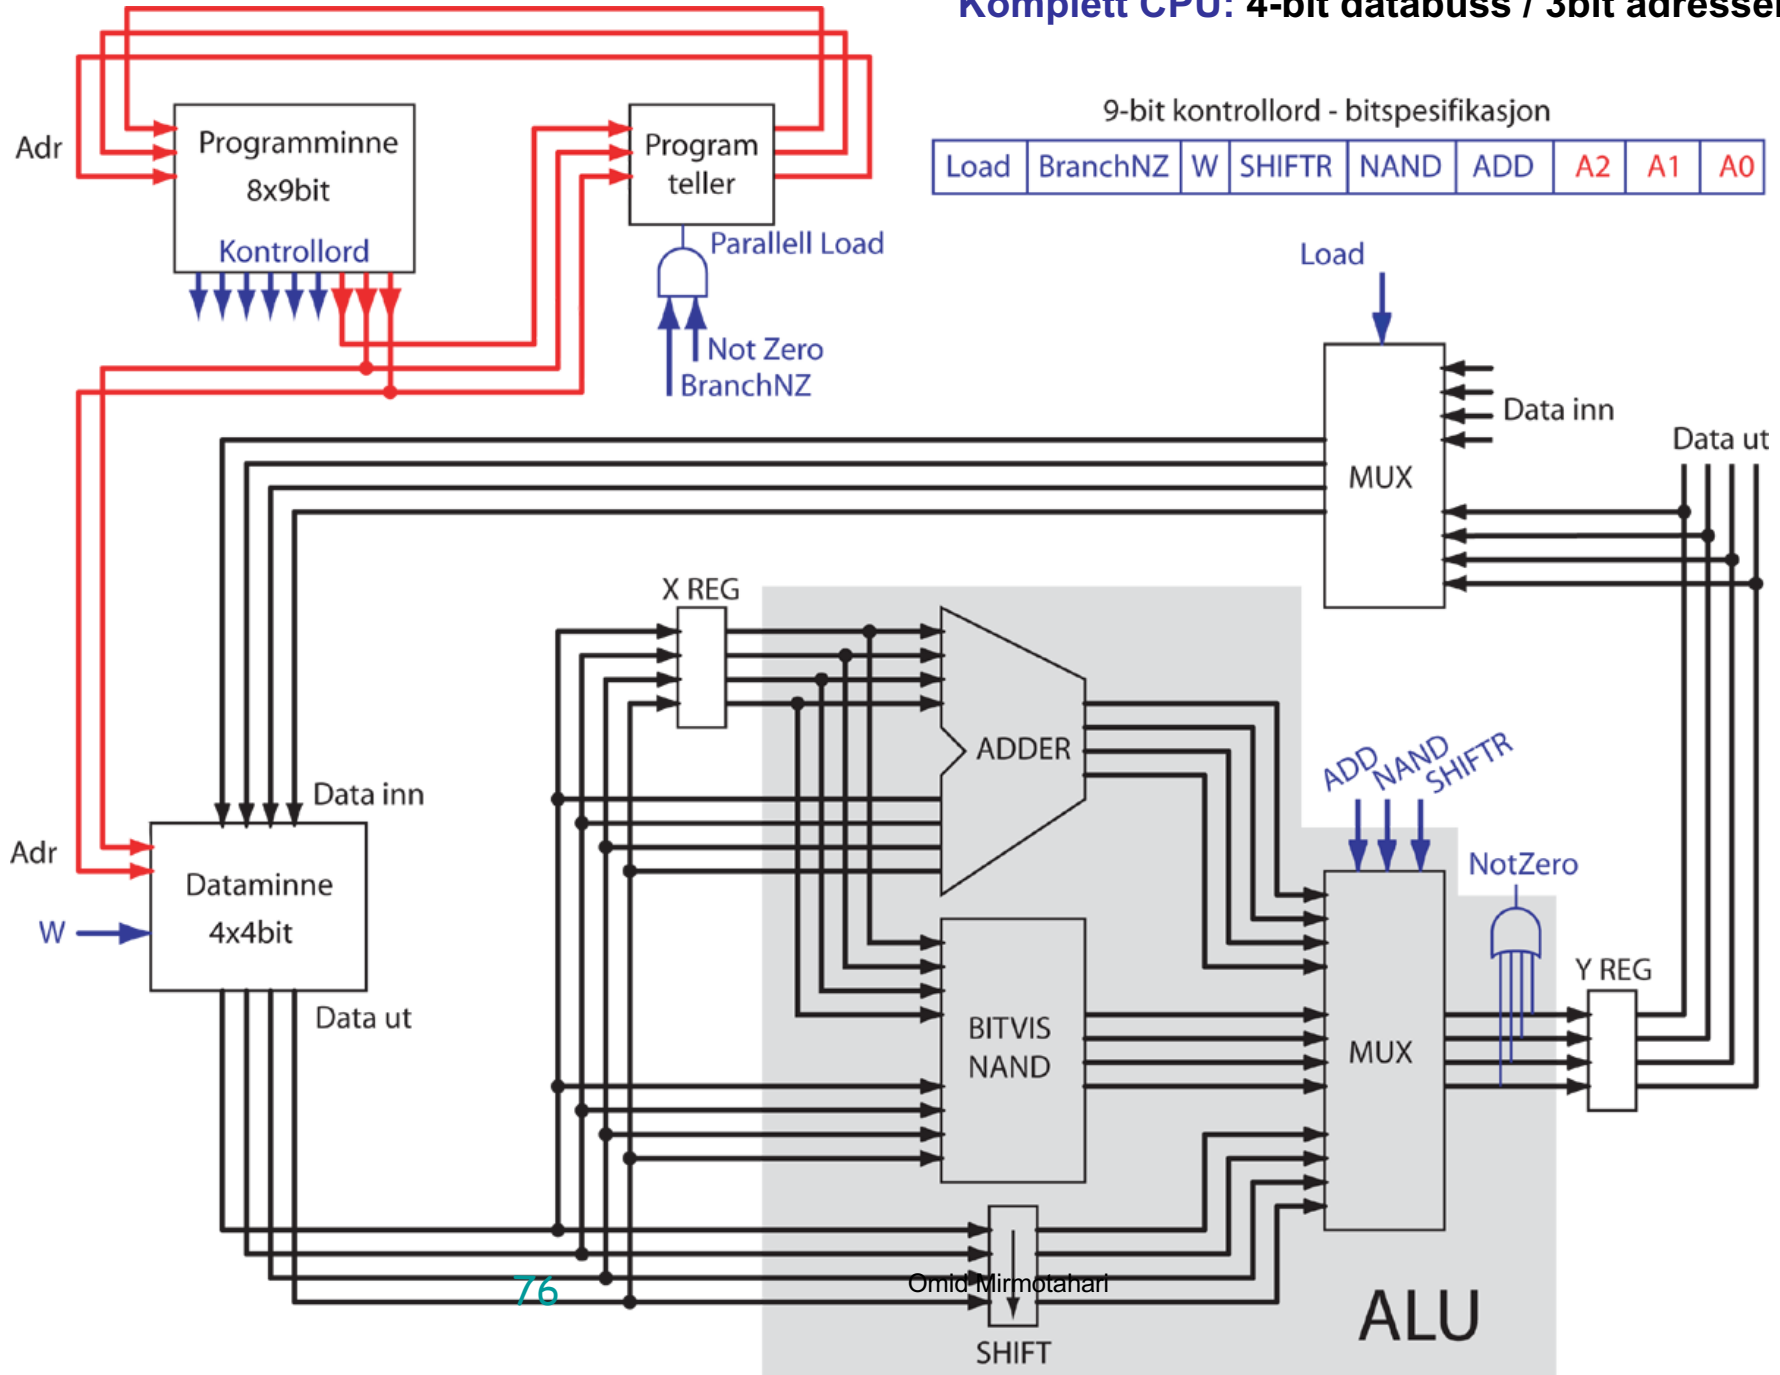 Komplett CPU: 4-bit databuss / 3bit adresse
9-bit kontrollord - bitspesifikasjon
Load BranchNZ W SHIFTR NAND ADD A2 A1 A0
Adr
Programminne
8x9bit
Kontrollord
Program
teller
Parallell Load
Not Zero
BranchNZ
Load
Data inn
Data ut
MUX
X REG
ADDER
ADD
NAND
SHIFTR
Data inn
Adr
Dataminne
4x4bit
W
Data ut
NotZero
Y REG
BITVIS
NAND
MUX
76
Omid Mirmotahari
SHIFT
ALU